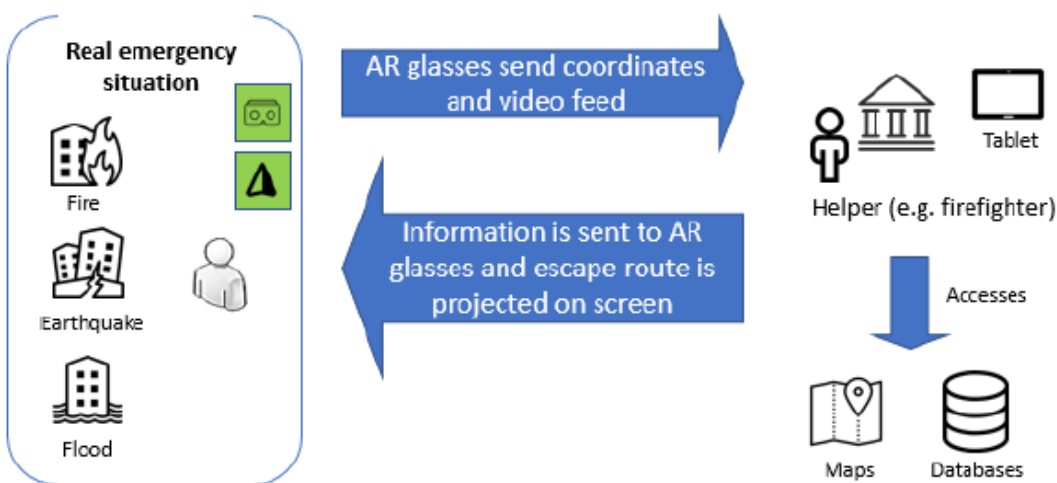 Real emergency
situation
Fire
Earthquake
Flood
AR glasses send coordinates
and video feed
Information is sent to AR
glasses and escape route is
projected on screen
Tablet
Helper (e.g. firefighter)
Accesses
Maps
Databases